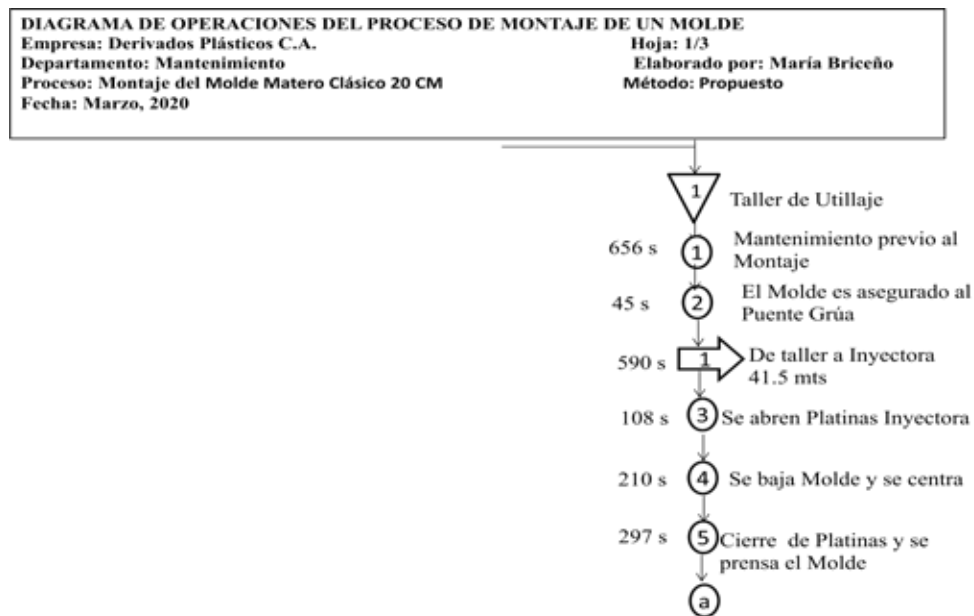 DIAGRAMA DE OPERACIONES DEL PROCESO DE MONTAJE DE UN MOLDE
Empresa: Derivados Plásticos C.A. Hoja: 1/3
Departamento: Mantenimiento Elaborado por: María Briceño
Proceso: Montaje del Molde Matero Clásico 20 CM Método: Propuesto
Fecha: Marzo, 2020
1 Taller de Utillaje
656 s 1 Mantenimiento previo al
Montaje
45 s 2 El Molde es asegurado al
Puente Grúa
590 s 1 De taller a Inyectora
41.5 mts
108 s 3 Se abren Platinas Inyectora
210 s 4 Se baja Molde y se centra
297 s 5 Cierre de Platinas y se
prensa el Molde
a